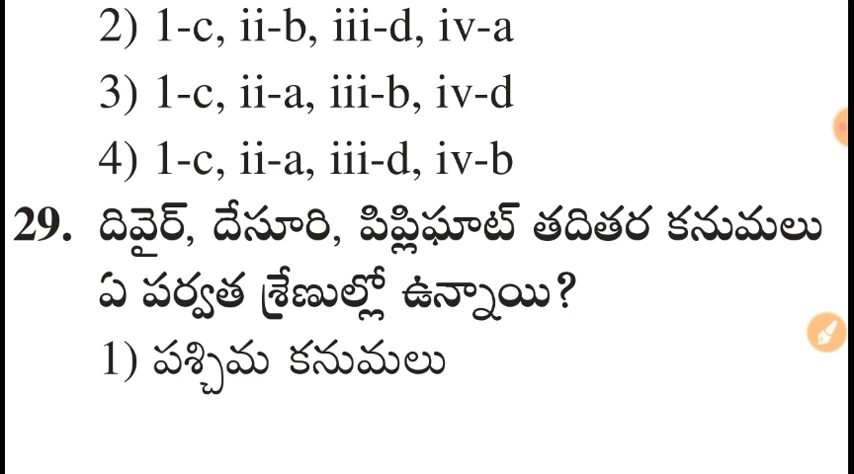 2) 1-c, ii-b, iii-d, iv-a
3) 1-c, ii-a, iii-b, iv-d
4) 1-c, ii-a, iii-d, iv-b
29. దివైర్, దేసూరి, పిప్లిఘాట్ తదితర కనుమలు
ఏ పర్వత శ్రేణుల్లో ఉన్నాయి?
1) పశ్చిమ కనుమలు